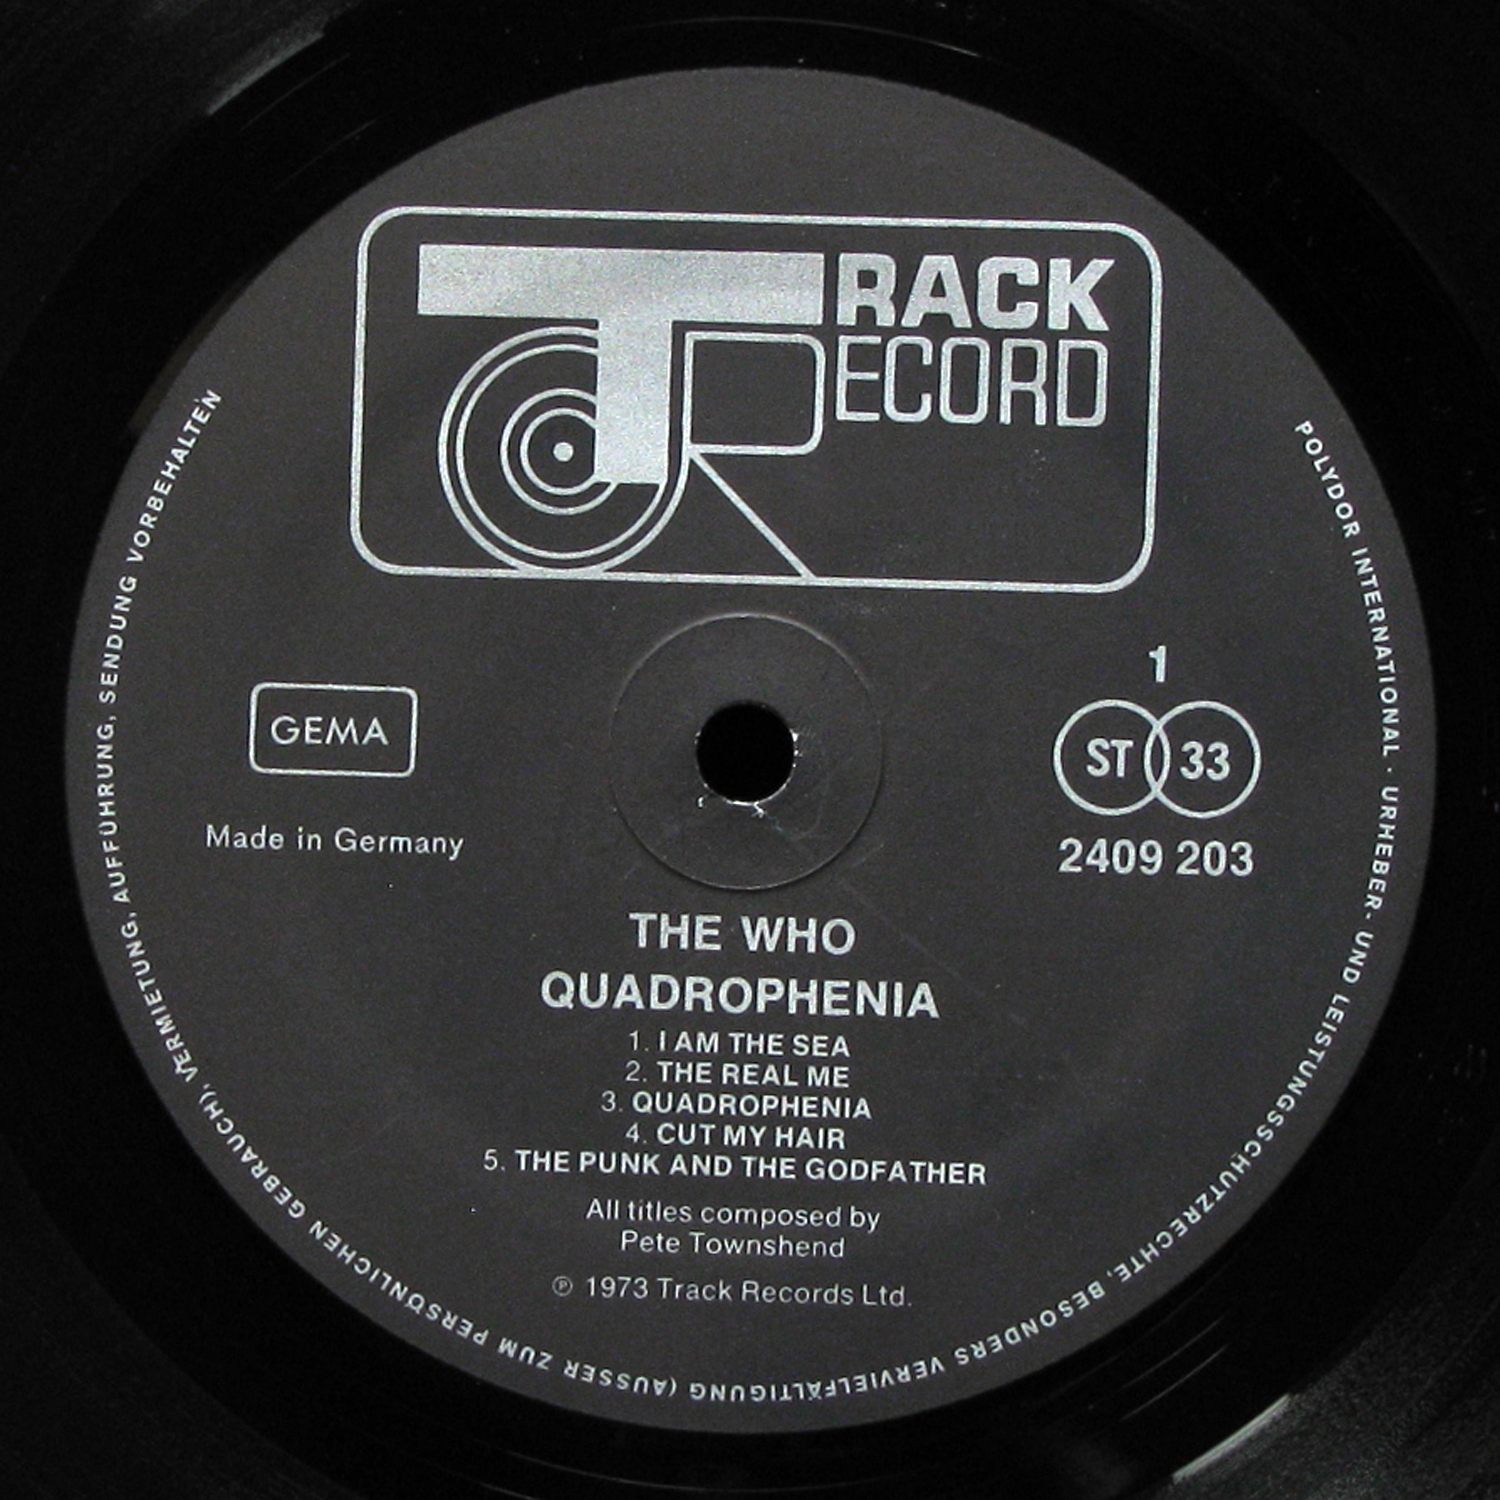 TRACK
RECORD
GEMA
Made in Germany
1
ST 33
2409 203
THE WHO
QUADROPHENIA
1. I AM THE SEA
2. THE REAL ME
3. QUADROPHENIA
4. CUT MY HAIR
5. THE PUNK AND THE GODFATHER
All titles composed by
Pete Townshend
℗ 1973 Track Records Ltd.
POLYDOR INTERNATIONAL · URHEBER- UND LEISTUNGSSCHUTZRECHTE, BESONDERS VERVIELFÄLTIGUNG (AUSSER ZUM PERSÖNLICHEN GEBRAUCH), VERMIETUNG, AUFFÜHRUNG, SENDUNG VORBEHALTEN